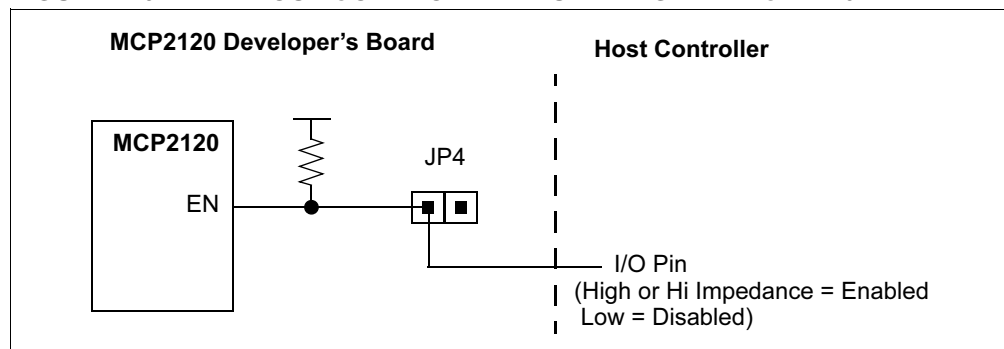 MCP2120 Developer's Board
Host Controller
MCP2120
JP4
EN
I/O Pin
(High or Hi Impedance = Enabled
Low = Disabled)